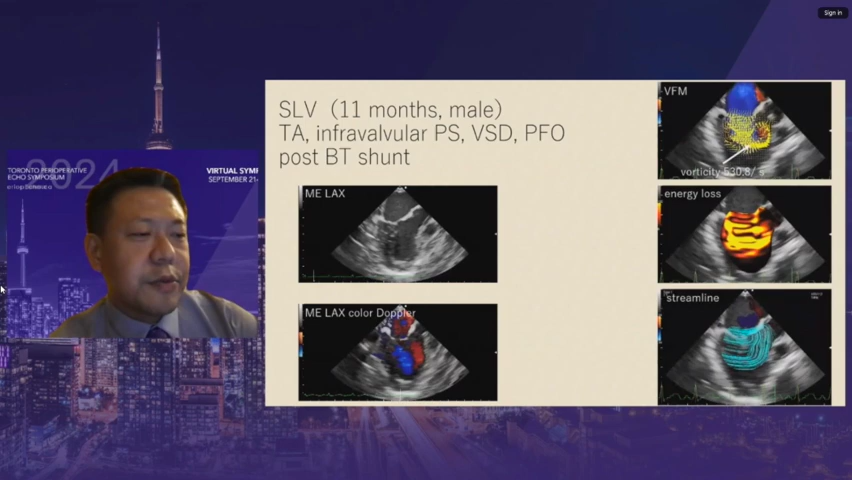 Sign in
2024
TORONTO PERIOPERATIVE
ECHO SYMPOSIUM
VIRTUAL SYMP
SEPTEMBER 21-
SLV (11 months, male)
TA, infravalvular PS, VSD, PFO
post BT shunt
ME LAX
ME LAX color Doppler
VFM
vorticity 530.8/ s
energy loss
streamline